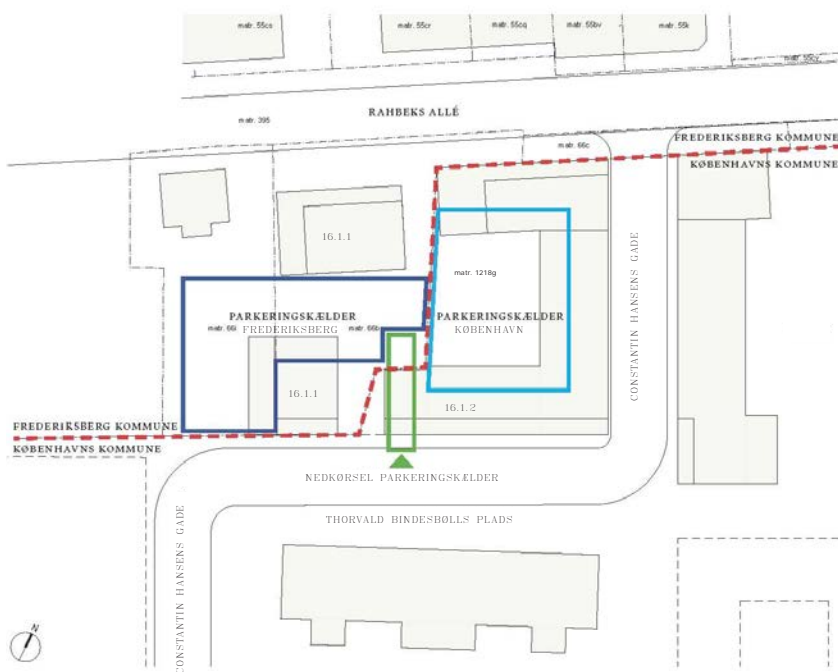 matr. 55cs
matr. 55cr
matr. 55cq
matr. 55bv
matr. 55k
matr. 55cy
RAHBEKS ALLÉ
matr. 395
matr. 66c
FREDERIKSBERG KOMMUNE
KØBENHAVNS KOMMUNE
16.1.1
matr. 1218g
CONSTANTIN HANSENS GADE
PARKERINGSKÆLDER
FREDERIKSBERG
matr. 66i
matr. 66b
PARKERINGSKÆLDER
KØBENHAVN
16.1.1
16.1.2
FREDERIKSBERG KOMMUNE
KØBENHAVNS KOMMUNE
NEDKØRSEL PARKERINGSKÆLDER
THORVALD BINDESBØLLS PLADS
CONSTANTIN HANSENS GADE
N